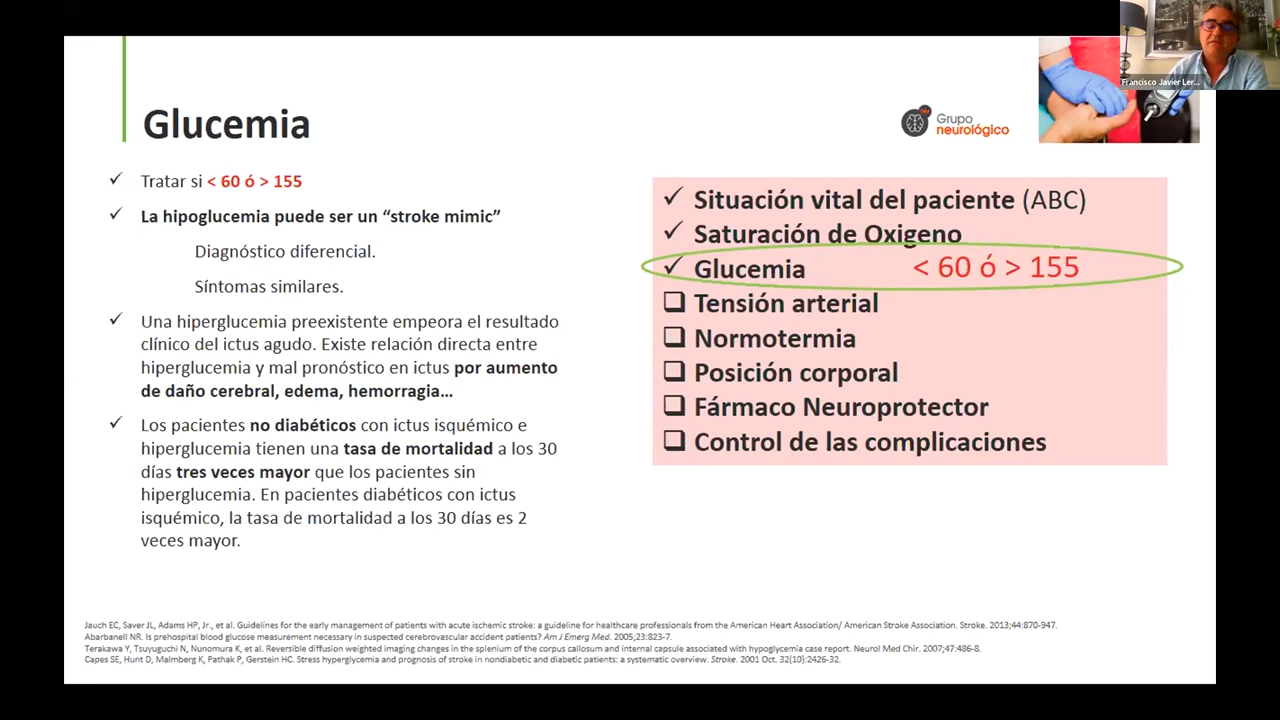 Francisco Javier Ler...
Glucemia
Grupo
neurológico
✓ Tratar si < 60 ó > 155
✓ La hipoglucemia puede ser un “stroke mimic”
Diagnóstico diferencial.
Síntomas similares.
✓ Una hiperglucemia preexistente empeora el resultado
clínico del ictus agudo. Existe relación directa entre
hiperglucemia y mal pronóstico en ictus por aumento
de daño cerebral, edema, hemorragia…
✓ Los pacientes no diabéticos con ictus isquémico e
hiperglucemia tienen una tasa de mortalidad a los 30
días tres veces mayor que los pacientes sin
hiperglucemia. En pacientes diabéticos con ictus
isquémico, la tasa de mortalidad a los 30 días es 2
veces mayor.
✓ Situación vital del paciente (ABC)
✓ Saturación de Oxigeno
✓ Glucemia < 60 ó > 155
❑ Tensión arterial
❑ Normotermia
❑ Posición corporal
❑ Fármaco Neuroprotector
❑ Control de las complicaciones
Jauch EC, Saver JL, Adams HP, Jr., et al. Guidelines for the early management of patients with acute ischemic stroke: a guideline for healthcare professionals from the American Heart Association/ American Stroke Association. Stroke. 2013;44:870-947.
Abarbanell NR. Is prehospital blood glucose measurement necessary in suspected cerebrovascular accident patients? Am J Emerg Med. 2005;23:823-7.
Terakawa Y, Tsuyuguchi N, Nunomura K, et al. Reversible diffusion weighted imaging changes in the splenium of the corpus callosum and internal capsule associated with hypoglycemia case report. Neurol Med Chir. 2007;47:486-8.
Capes SE, Hunt D, Malmberg K, Pathak P, Gerstein HC. Stress hyperglycemia and prognosis of stroke in nondiabetic and diabetic patients: a systematic overview. Stroke. 2001 Oct. 32(10):2426-32.